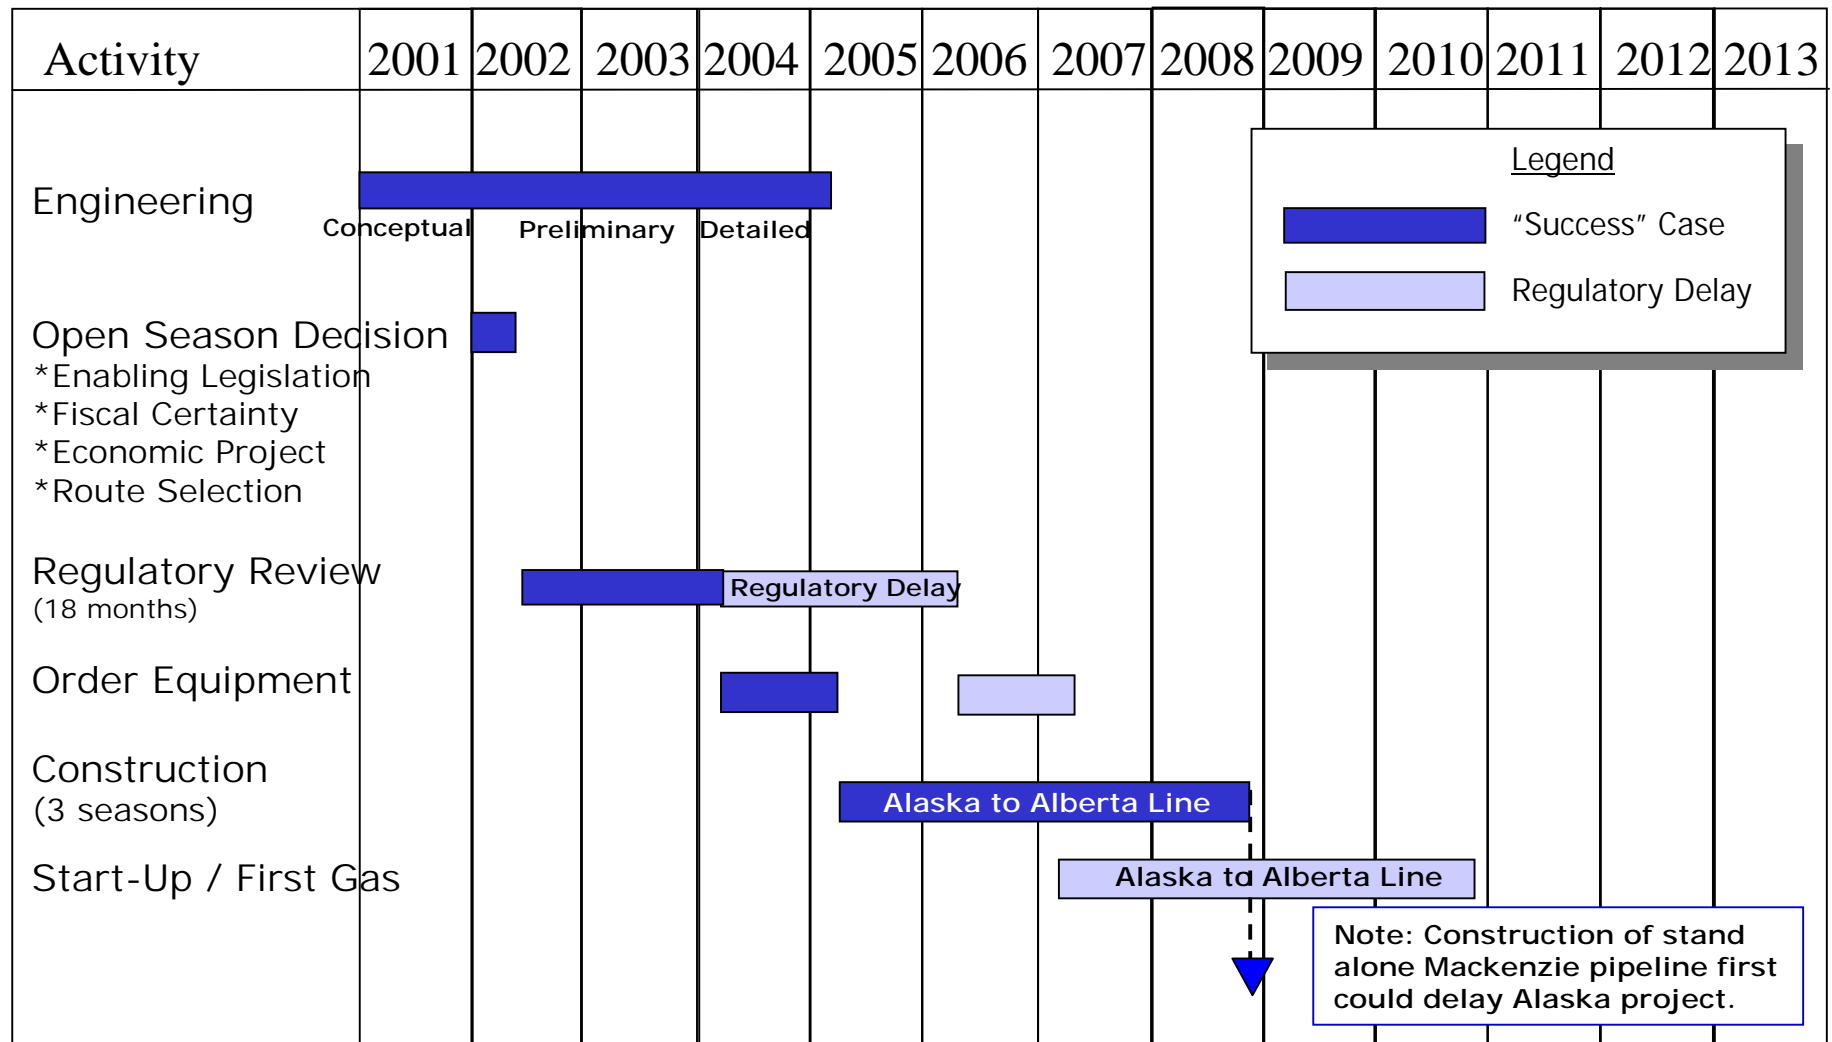 Activity 2001 2002 2003 2004 2005 2006 2007 2008 2009 2010 2011 2012 2013
Legend
"Success" Case
Regulatory Delay
Engineering
Conceptual Preliminary Detailed
Open Season Decision
*Enabling Legislation
*Fiscal Certainty
*Economic Project
*Route Selection
Regulatory Review
(18 months)
Regulatory Delay
Order Equipment
Construction
(3 seasons)
Alaska to Alberta Line
Start-Up / First Gas
Alaska to Alberta Line
Note: Construction of stand
alone Mackenzie pipeline first
could delay Alaska project.